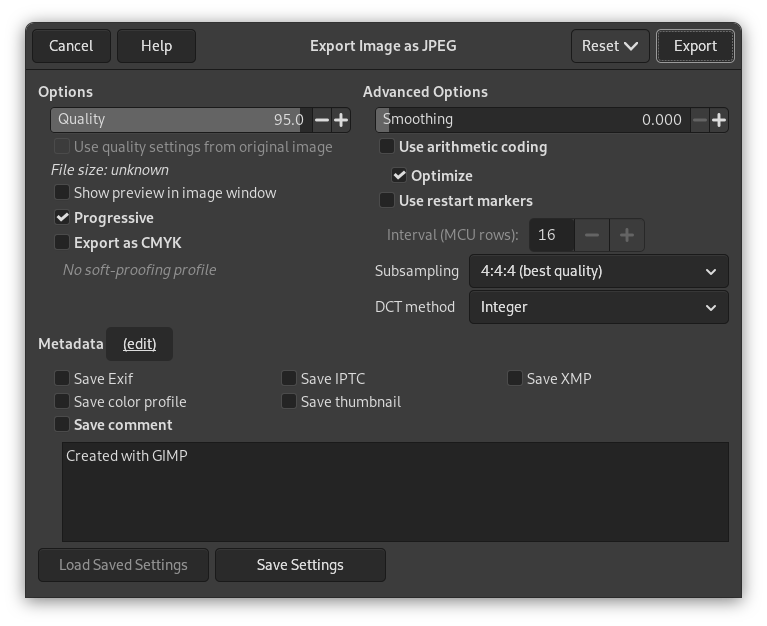 Cancel Help Export Image as JPEG Reset Export
Options
Quality 95.0
Use quality settings from original image
File size: unknown
Show preview in image window
Progressive
Export as CMYK
No soft-proofing profile
Advanced Options
Smoothing 0.000
Use arithmetic coding
Optimize
Use restart markers
Interval (MCU rows): 16
Subsampling 4:4:4 (best quality)
DCT method Integer
Metadata (edit)
Save Exif Save IPTC Save XMP
Save color profile Save thumbnail
Save comment
Created with GIMP
Load Saved Settings Save Settings